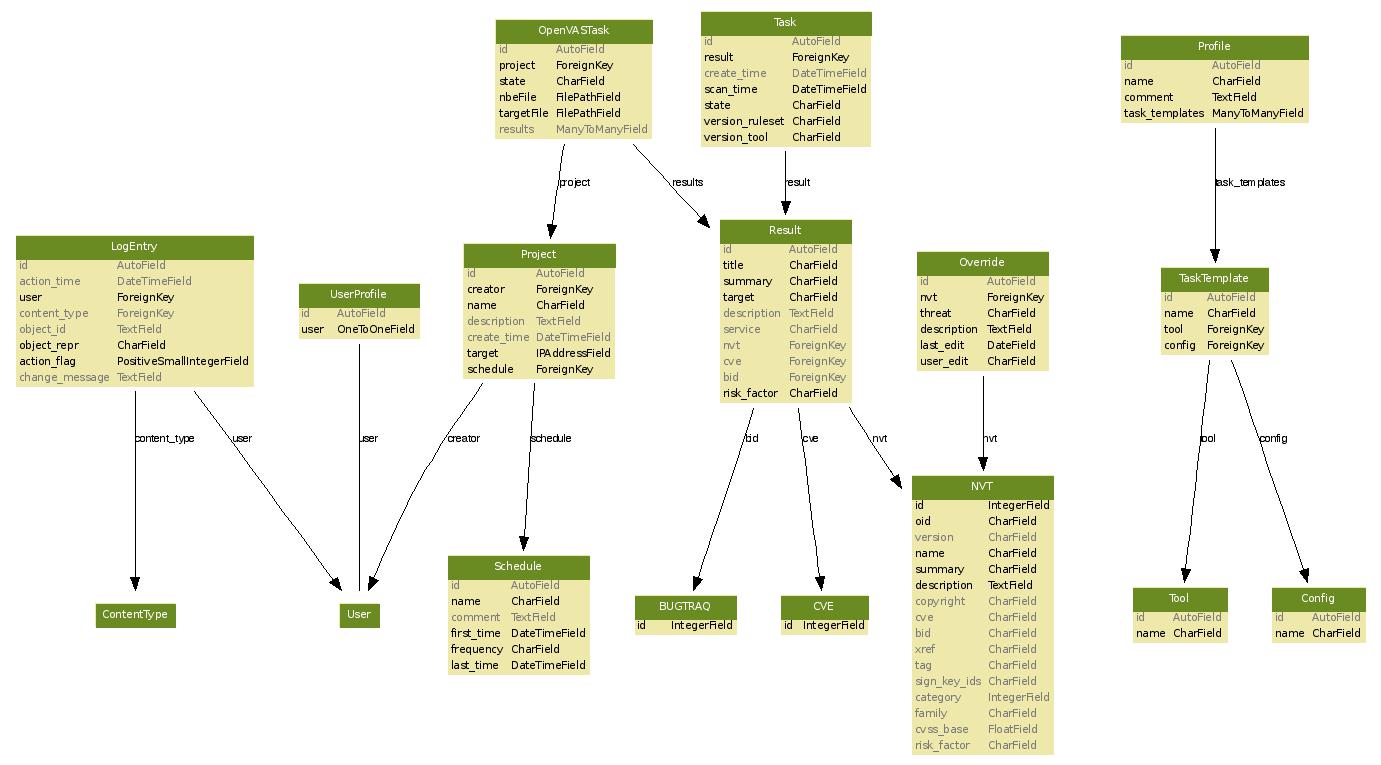 OpenVASTask
id AutoField
project ForeignKey
state CharField
nbeFile FilePathField
targetFile FilePathField
results ManyToManyField
Task
id AutoField
result ForeignKey
create_time DateTimeField
scan_time DateTimeField
state CharField
version_ruleset CharField
version_tool CharField
Profile
id AutoField
name CharField
comment TextField
task_templates ManyToManyField
project
results
result
task_templates
LogEntry
id AutoField
action_time DateTimeField
user ForeignKey
content_type ForeignKey
object_id TextField
object_repr CharField
action_flag PositiveSmallIntegerField
change_message TextField
UserProfile
id AutoField
user OneToOneField
Project
id AutoField
creator ForeignKey
name CharField
description TextField
create_time DateTimeField
target IPAddressField
schedule ForeignKey
Result
id AutoField
title CharField
summary CharField
target CharField
description TextField
service CharField
nvt ForeignKey
cve ForeignKey
bid ForeignKey
risk_factor CharField
Override
id AutoField
nvt ForeignKey
threat CharField
description TextField
last_edit DateField
user_edit CharField
TaskTemplate
id AutoField
name CharField
tool ForeignKey
config ForeignKey
content_type
user
user
creator
schedule
bid
cve
nvt
nvt
tool
config
ContentType
User
Schedule
id AutoField
name CharField
comment TextField
first_time DateTimeField
frequency CharField
last_time DateTimeField
BUGTRAQ
id IntegerField
CVE
id IntegerField
NVT
id IntegerField
oid CharField
version CharField
name CharField
summary CharField
description TextField
copyright CharField
cve CharField
bid CharField
xref CharField
tag CharField
sign_key_ids CharField
category IntegerField
family CharField
cvss_base FloatField
risk_factor CharField
Tool
id AutoField
name CharField
Config
id AutoField
name CharField